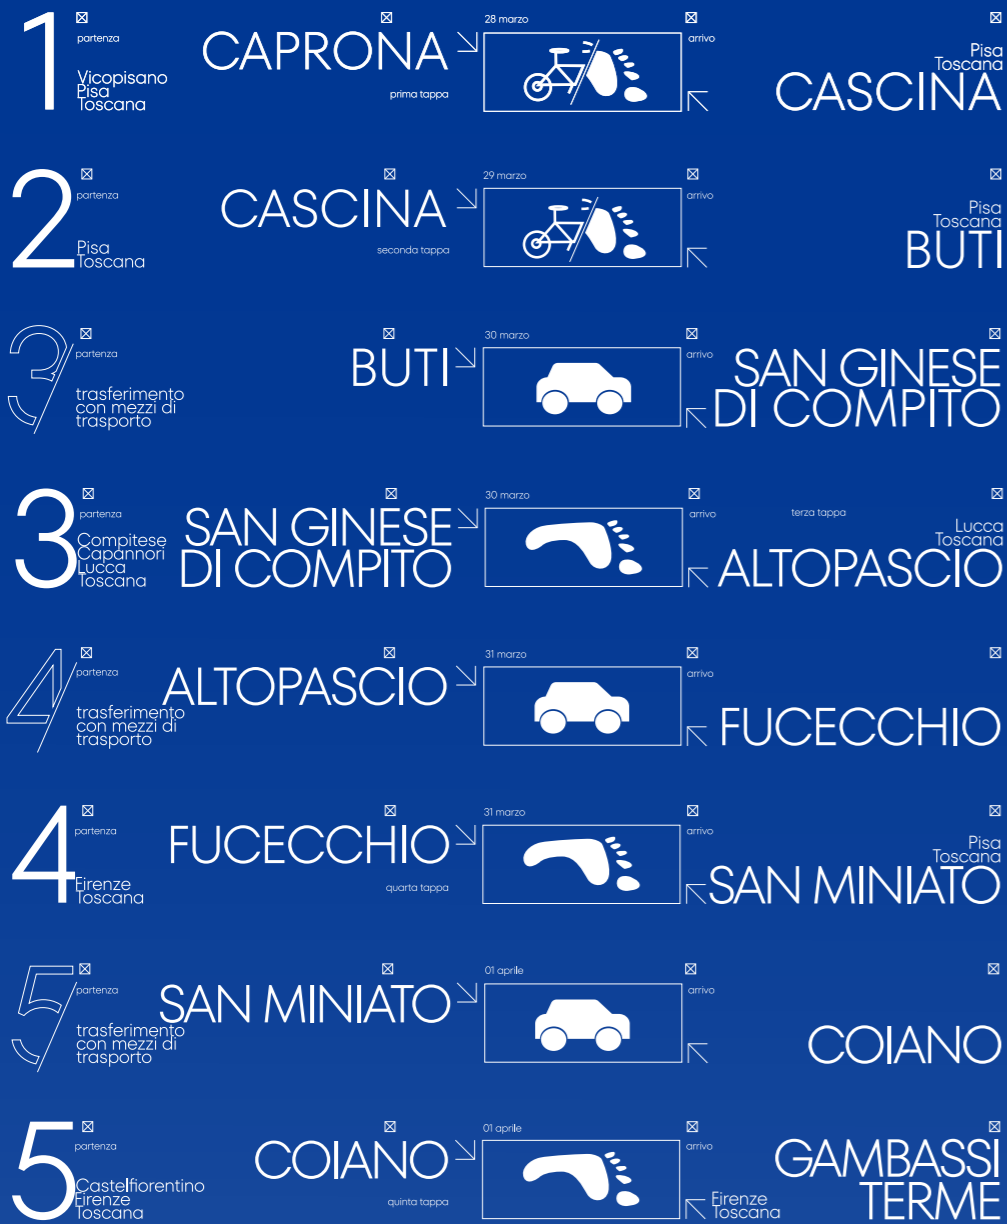 1
partenza
Vicopisano
Pisa
Toscana
CAPRONA
prima tappa
28 marzo
arrivo
Pisa
Toscana
CASCINA
2
partenza
Pisa
Toscana
CASCINA
seconda tappa
29 marzo
arrivo
Pisa
Toscana
BUTI
3/
partenza
trasferimento
con mezzi di
trasporto
BUTI
30 marzo
arrivo
SAN GINESE
DI COMPITO
3
partenza
Compitese
Capannori
Lucca
Toscana
SAN GINESE
DI COMPITO
30 marzo
arrivo
terza tappa
Lucca
Toscana
ALTOPASCIO
4/
partenza
trasferimento
con mezzi di
trasporto
ALTOPASCIO
31 marzo
arrivo
FUCECCHIO
4
partenza
Firenze
Toscana
FUCECCHIO
quarta tappa
31 marzo
arrivo
Pisa
Toscana
SAN MINIATO
5/
partenza
trasferimento
con mezzi di
trasporto
SAN MINIATO
01 aprile
arrivo
COIANO
5
partenza
Castelfiorentino
Firenze
Toscana
COIANO
quinta tappa
01 aprile
arrivo
Firenze
Toscana
GAMBASSI
TERME